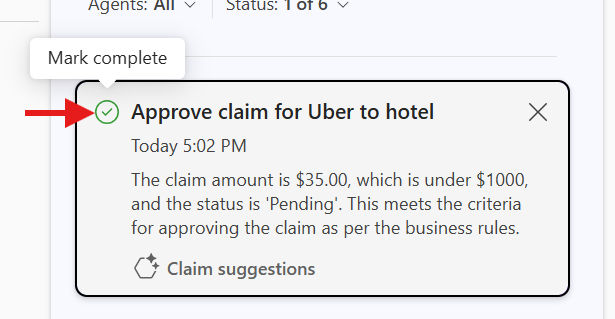 Agents: All Status: 1 of 6
Mark complete
Approve claim for Uber to hotel
Today 5:02 PM
The claim amount is $35.00, which is under $1000,
and the status is 'Pending'. This meets the criteria
for approving the claim as per the business rules.
Claim suggestions